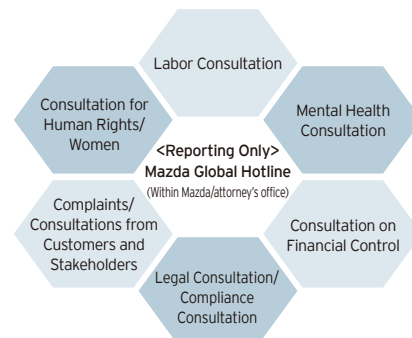 Labor Consultation
Consultation for
Human Rights/
Women
Mental Health
Consultation
<Reporting Only>
Mazda Global Hotline
(Within Mazda/attorney's office)
Complaints/
Consultations from
Customers and
Stakeholders
Consultation on
Financial Control
Legal Consultation/
Compliance
Consultation